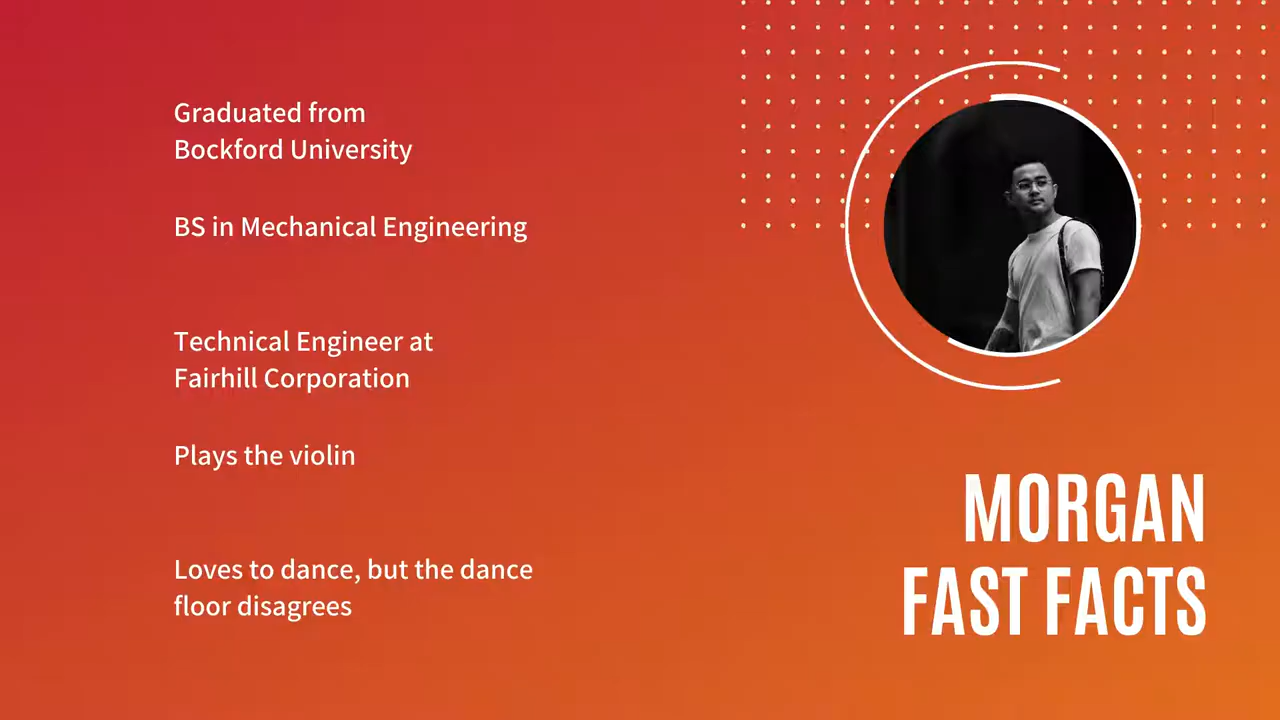 Graduated from
Bockford University
BS in Mechanical Engineering
Technical Engineer at
Fairhill Corporation
Plays the violin
Loves to dance, but the dance
floor disagrees
MORGAN
FAST FACTS